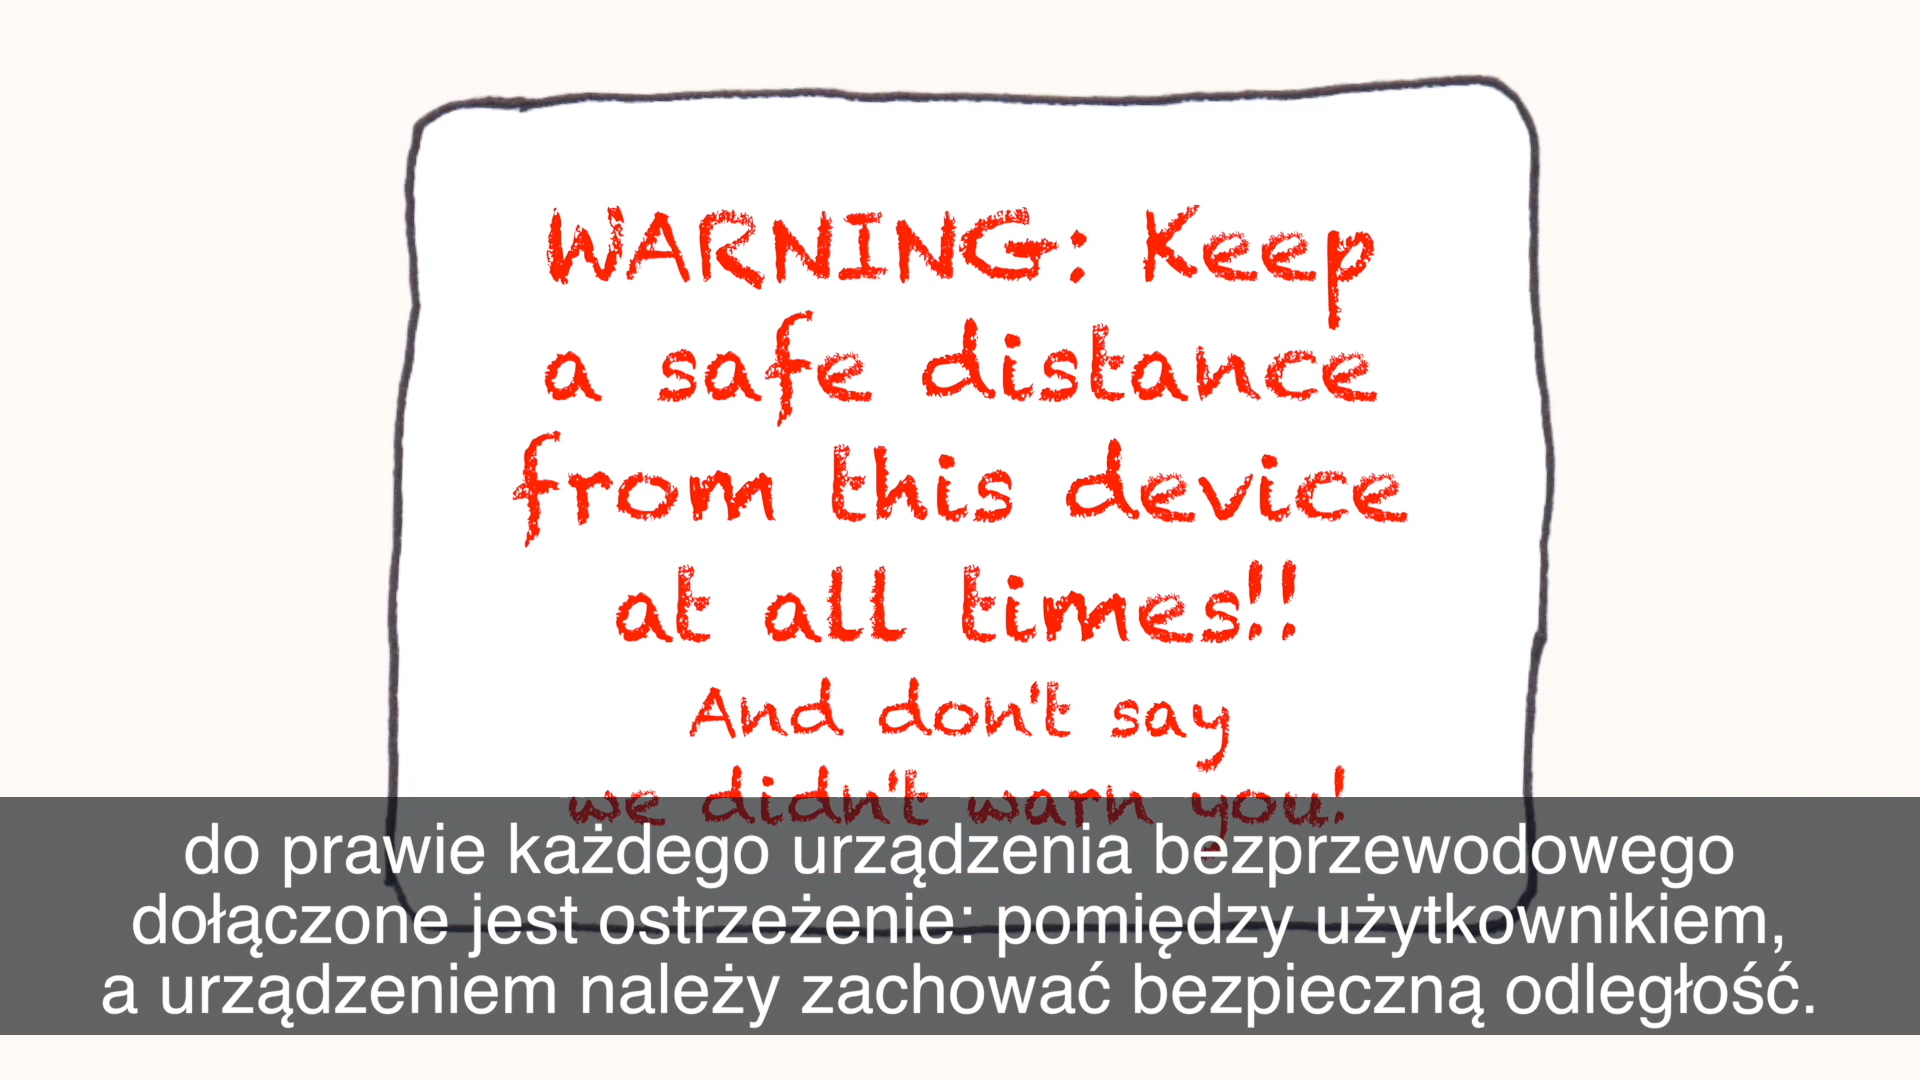 WARNING: Keep
a safe distance
from this device
at all times!!
And don't say
we didn't warn you!
do prawie każdego urządzenia bezprzewodowego
dołączone jest ostrzeżenie: pomiędzy użytkownikiem,
a urządzeniem należy zachować bezpieczną odległość.